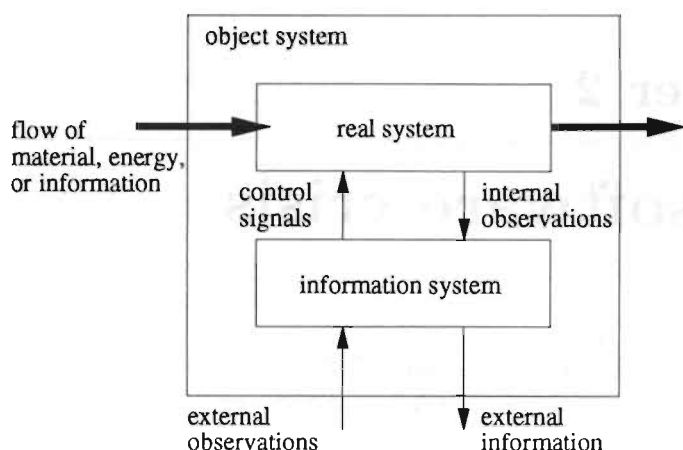 object system
real system
flow of
material, energy,
or information
control
signals
internal
observations
information system
external
observations
external
information